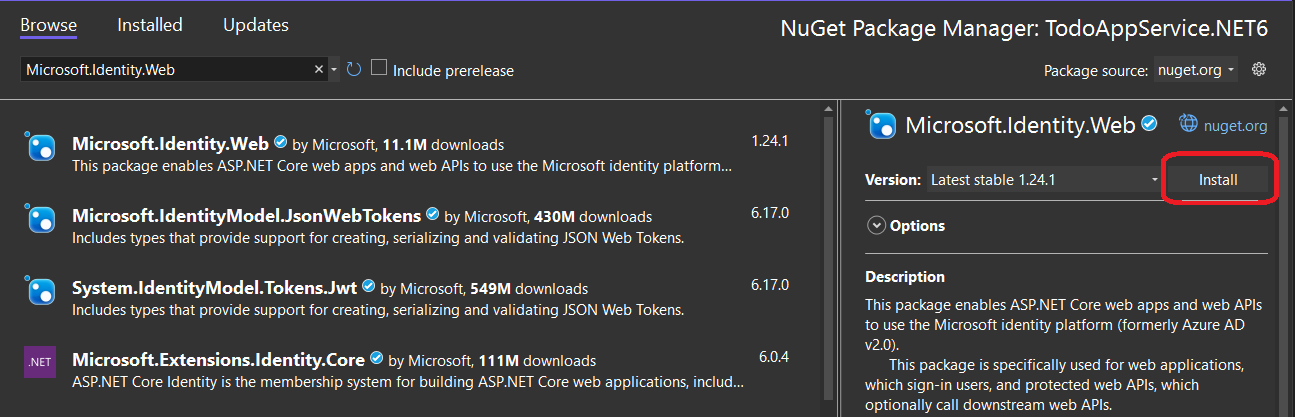 Browse Installed Updates NuGet Package Manager: TodoAppService.NET6
Microsoft.Identity.Web Include prerelease Package source: nuget.org
Microsoft.Identity.Web by Microsoft, 11.1M downloads 1.24.1
This package enables ASP.NET Core web apps and web APIs to use the Microsoft identity platform...
Microsoft.IdentityModel.JsonWebTokens by Microsoft, 430M downloads 6.17.0
Includes types that provide support for creating, serializing and validating JSON Web Tokens.
System.IdentityModel.Tokens.Jwt by Microsoft, 549M downloads 6.17.0
Includes types that provide support for creating, serializing and validating JSON Web Tokens.
.NET Microsoft.Extensions.Identity.Core by Microsoft, 111M downloads 6.0.4
ASP.NET Core Identity is the membership system for building ASP.NET Core web applications, includ...
Microsoft.Identity.Web nuget.org
Version: Latest stable 1.24.1 Install
Options
Description
This package enables ASP.NET Core web apps and web APIs
to use the Microsoft identity platform (formerly Azure AD
v2.0).
This package is specifically used for web applications,
which sign-in users, and protected web APIs, which
optionally call downstream web APIs.